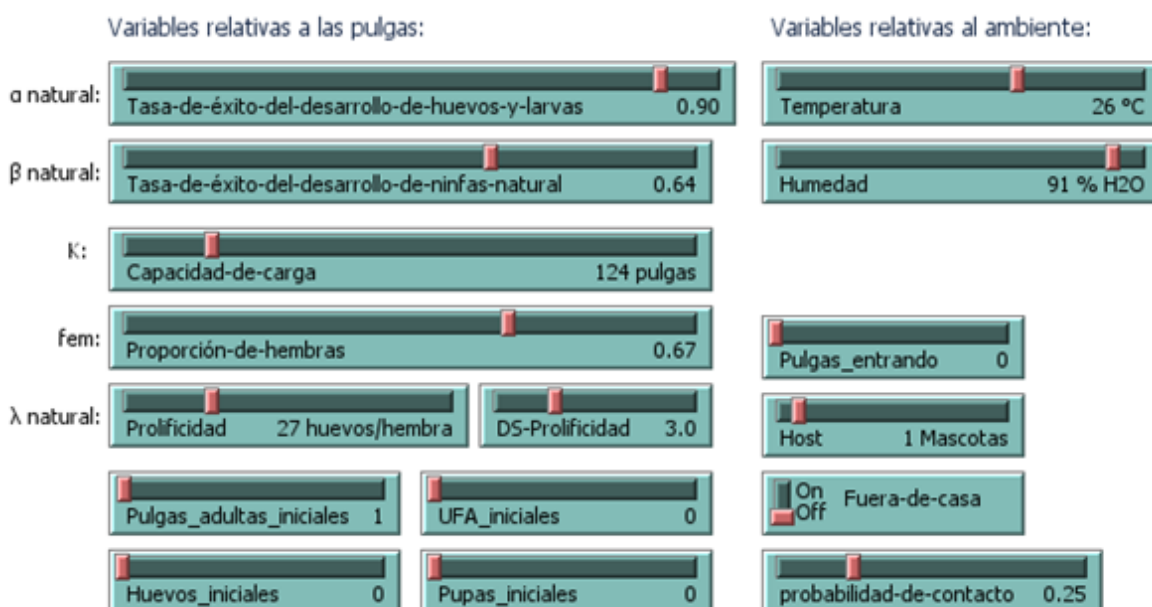 Variables relativas a las pulgas:
Variables relativas al ambiente:
α natural:
Tasa-de-éxito-del-desarrollo-de-huevos-y-larvas 0.90
Temperatura 26 ºC
β natural:
Tasa-de-éxito-del-desarrollo-de-ninfas-natural 0.64
Humedad 91 % H2O
K:
Capacidad-de-carga 124 pulgas
fem:
Proporción-de-hembras 0.67
Pulgas_entrando 0
λ natural:
Prolificidad 27 huevos/hembra
DS-Prolificidad 3.0
Host 1 Mascotas
Pulgas_adultas_iniciales 1
UFA_iniciales 0
On
Off
Fuera-de-casa
Huevos_iniciales 0
Pupas_iniciales 0
probabilidad-de-contacto 0.25